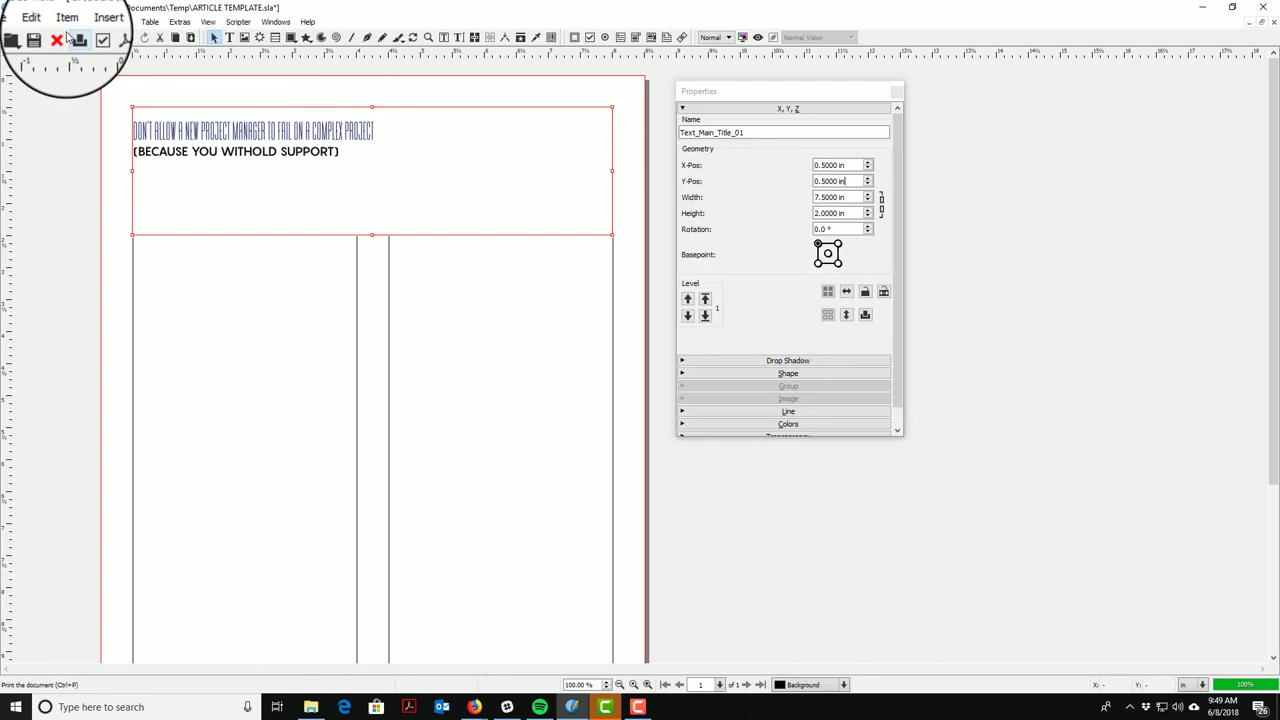 Documents\Temp\ARTICLE TEMPLATE.sla*]
Edit Item Insert
Table Extras View Scripter Windows Help
Normal Normal Vision
DON'T ALLOW A NEW PROJECT MANAGER TO FAIL ON A COMPLEX PROJECT
(BECAUSE YOU WITHOLD SUPPORT)
Properties
X, Y, Z
Name
Text_Main_Title_01
Geometry
X-Pos: 0.5000 in
Y-Pos: 0.5000 in
Width: 7.5000 in
Height: 2.0000 in
Rotation: 0.0 °
Basepoint:
Level
1
Drop Shadow
Shape
Group
Image
Line
Colors
Print the document (Ctrl+P)
100.00 % 1 of 1 Background X: - Y: - in 100%
Type here to search
9:49 AM
6/8/2018
26